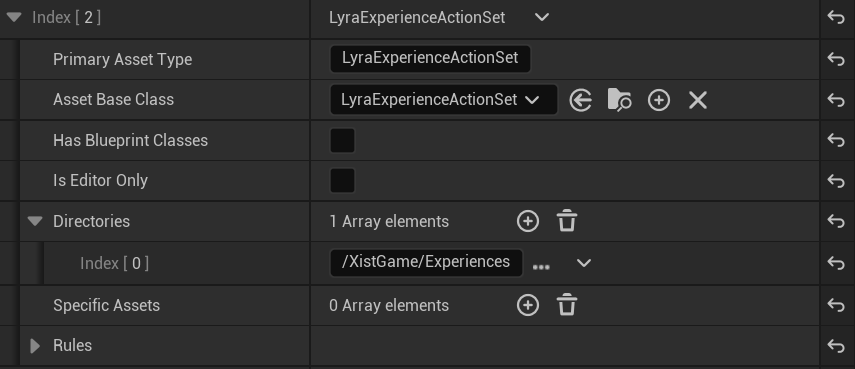 Index [ 2 ] LyraExperienceActionSet
Primary Asset Type LyraExperienceActionSet
Asset Base Class LyraExperienceActionSet
Has Blueprint Classes
Is Editor Only
Directories 1 Array elements
Index [ 0 ] /XistGame/Experiences ...
Specific Assets 0 Array elements
Rules